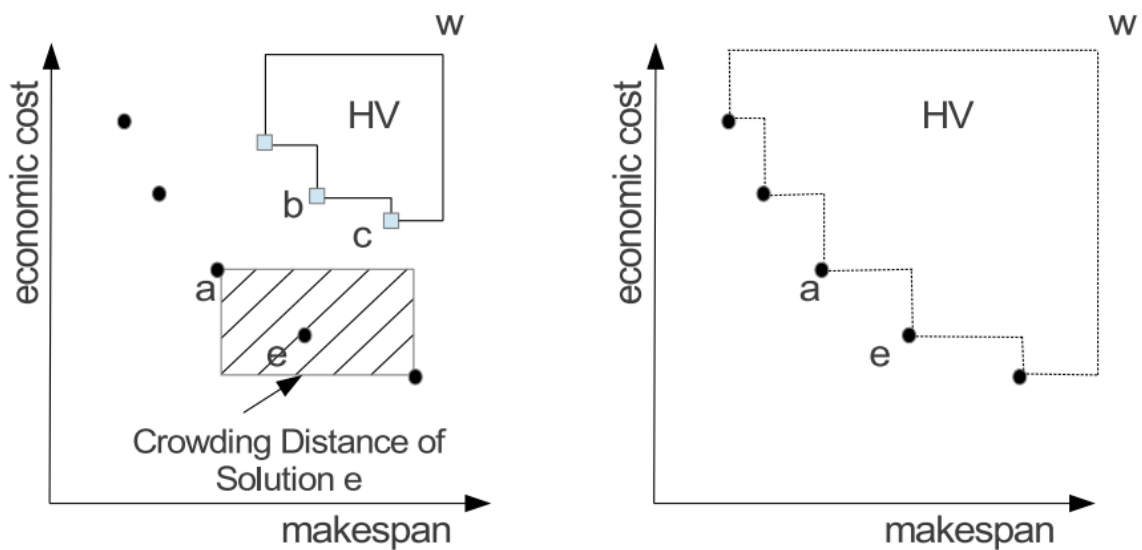 w
economic cost
HV
b
c
a
e
Crowding Distance of
Solution e
makespan
w
economic cost
HV
a
e
makespan